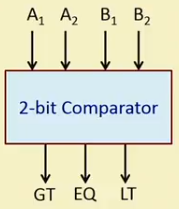 A₁ A₂ B₁ B₂
2-bit Comparator
GT EQ LT